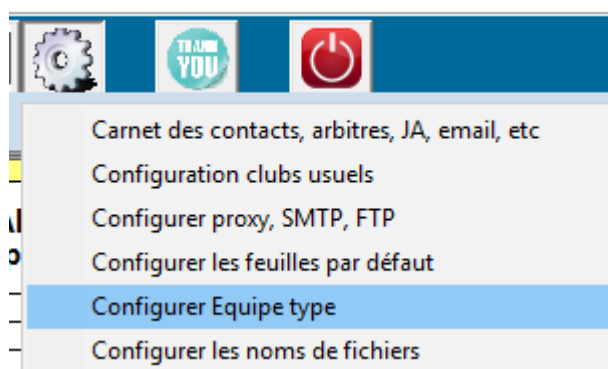 THANK
YOU
Carnet des contacts, arbitres, JA, email, etc
Configuration clubs usuels
Configurer proxy, SMTP, FTP
Configurer les feuilles par défaut
Configurer Equipe type
Configurer les noms de fichiers